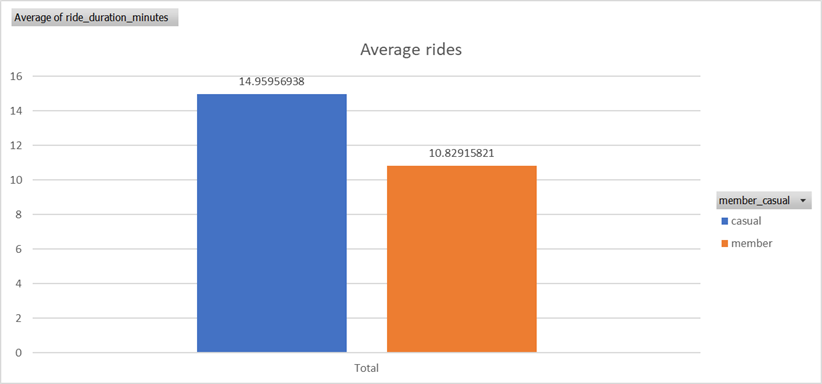 Average of ride_duration_minutes
Average rides
16
14
12
10
8
6
4
2
0
14.95956938
10.82915821
Total
member_casual
casual
member